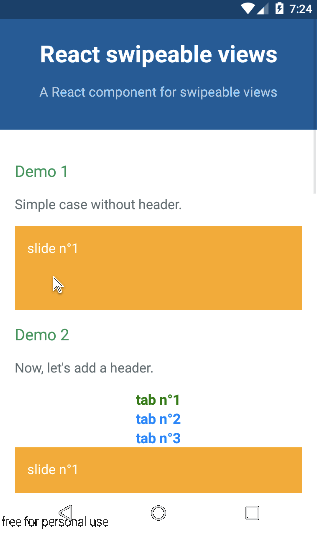 7:24
React swipeable views
A React component for swipeable views
Demo 1
Simple case without header.
slide n°1
Demo 2
Now, let's add a header.
tab n°1
tab n°2
tab n°3
slide n°1
free for personal use